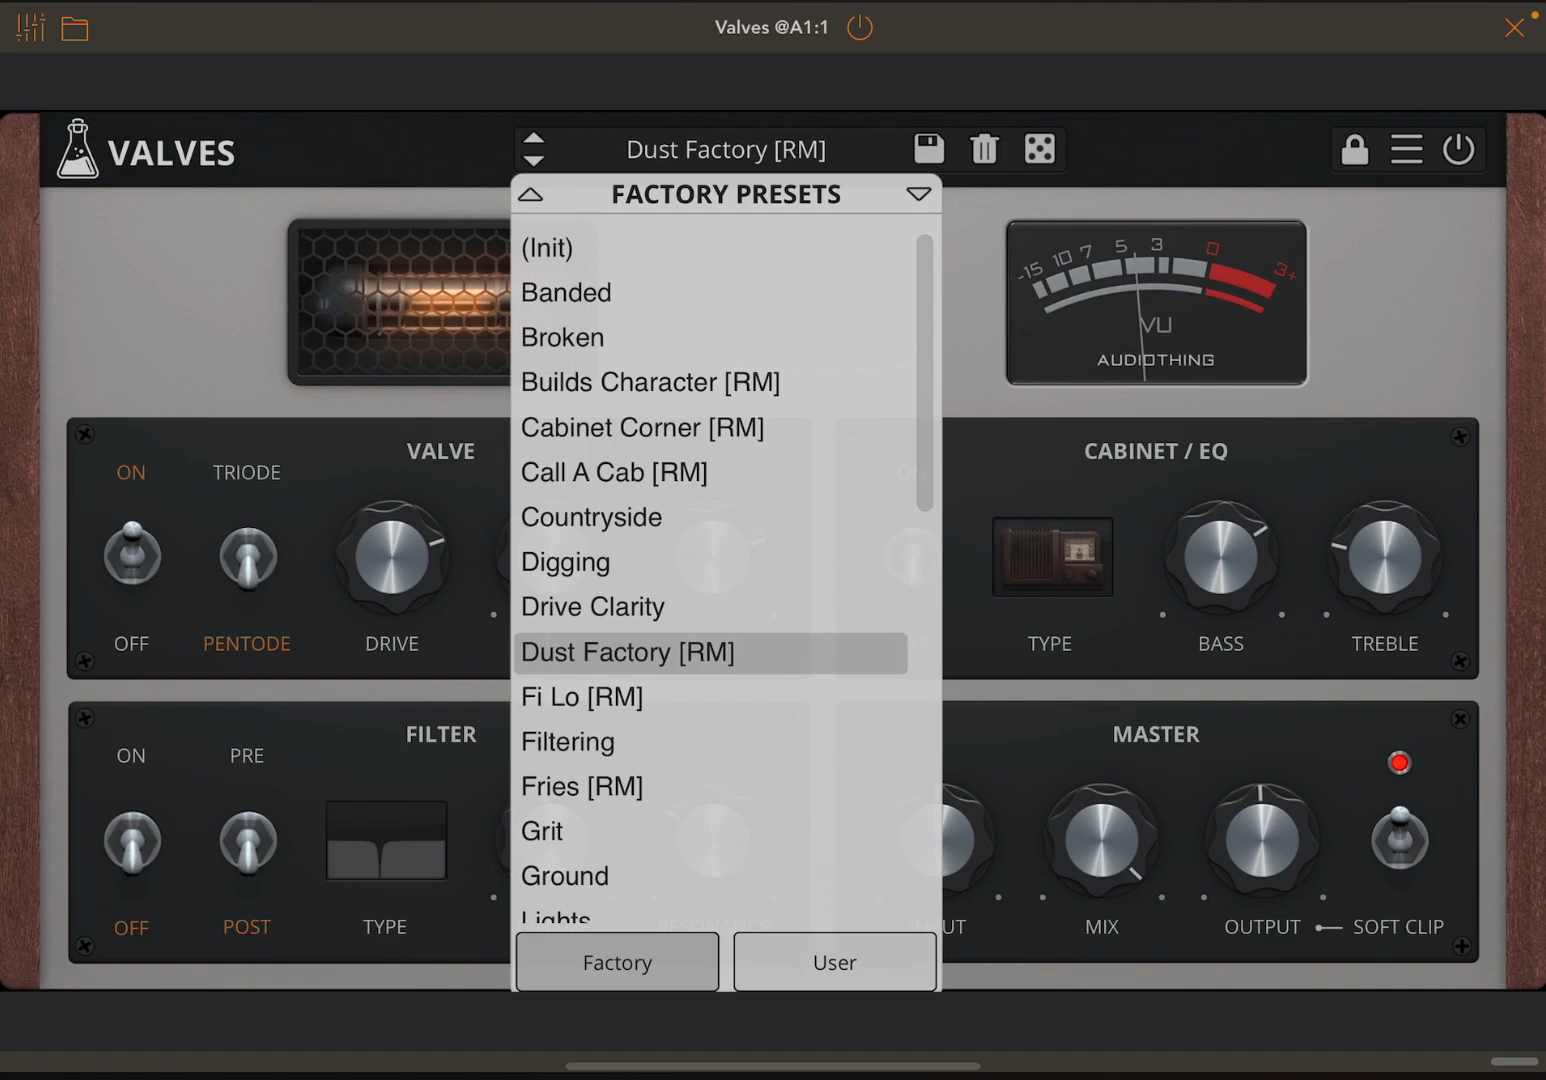 Valves @A1:1
VALVES
Dust Factory [RM]
FACTORY PRESETS
(Init)
Banded
Broken
Builds Character [RM]
Cabinet Corner [RM]
Call A Cab [RM]
Countryside
Digging
Drive Clarity
Dust Factory [RM]
Fi Lo [RM]
Filtering
Fries [RM]
Grit
Ground
Lights
Factory
User
-15 10 7 5 3 0 3+
VU
AUDIOTHING
VALVE
ON
TRIODE
OFF
PENTODE
DRIVE
CABINET / EQ
TYPE
BASS
TREBLE
FILTER
ON
PRE
OFF
POST
TYPE
RESONANCE
MASTER
MIX
OUTPUT
SOFT CLIP